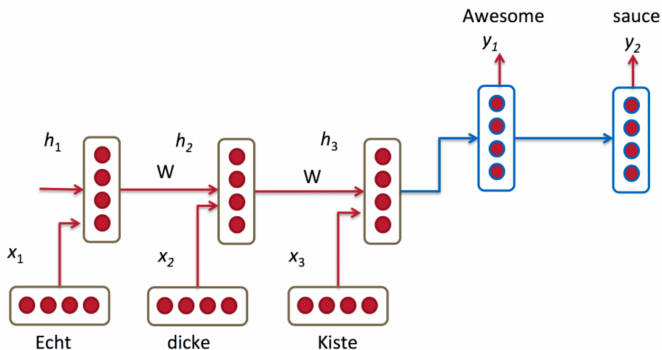 Awesome sauce
y1 y2
h1 h2 h3
W W
x1 x2 x3
Echt dicke Kiste